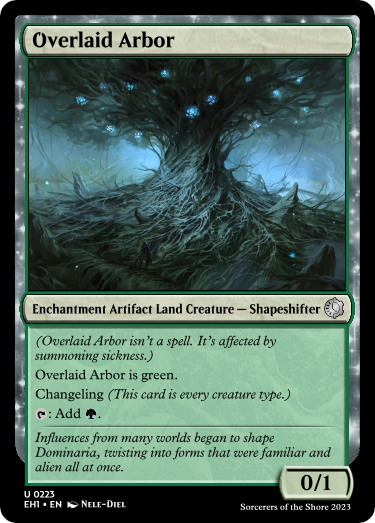 Overlaid Arbor
Enchantment Artifact Land Creature — Shapeshifter
(Overlaid Arbor isn't a spell. It's affected by
summoning sickness.)
Overlaid Arbor is green.
Changeling (This card is every creature type.)
: Add .
Influences from many worlds began to shape
Dominaria, twisting into forms that were familiar and
alien all at once.
0/1
U 0223
EH1 • EN Nele-Diel
Sorcerers of the Shore 2023